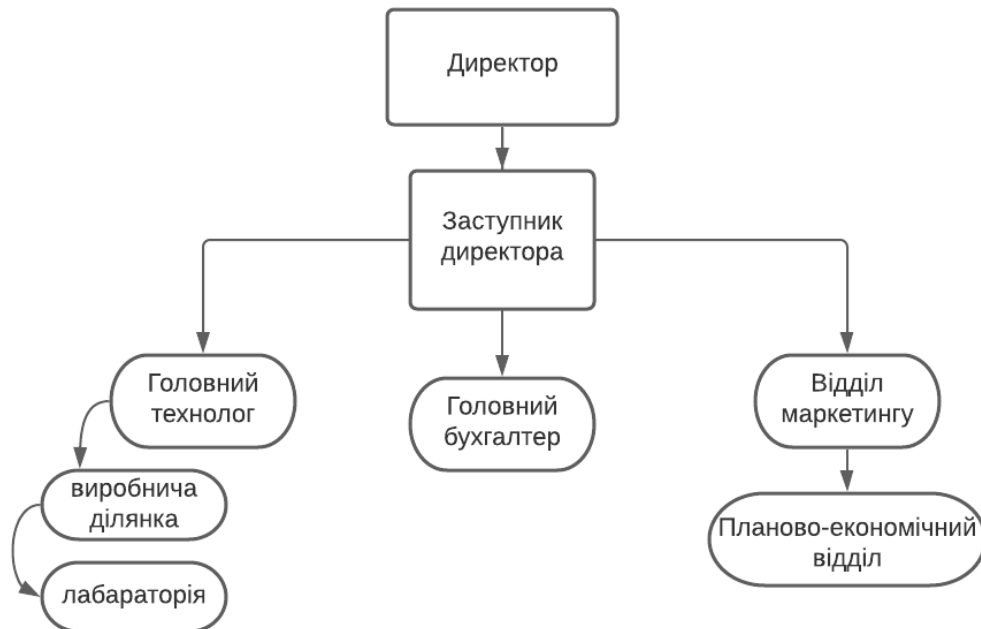 Директор
Заступник
директора
Головний
технолог
Головний
бухгалтер
Відділ
маркетингу
виробнича
ділянка
Планово-економічний
відділ
лабараторія